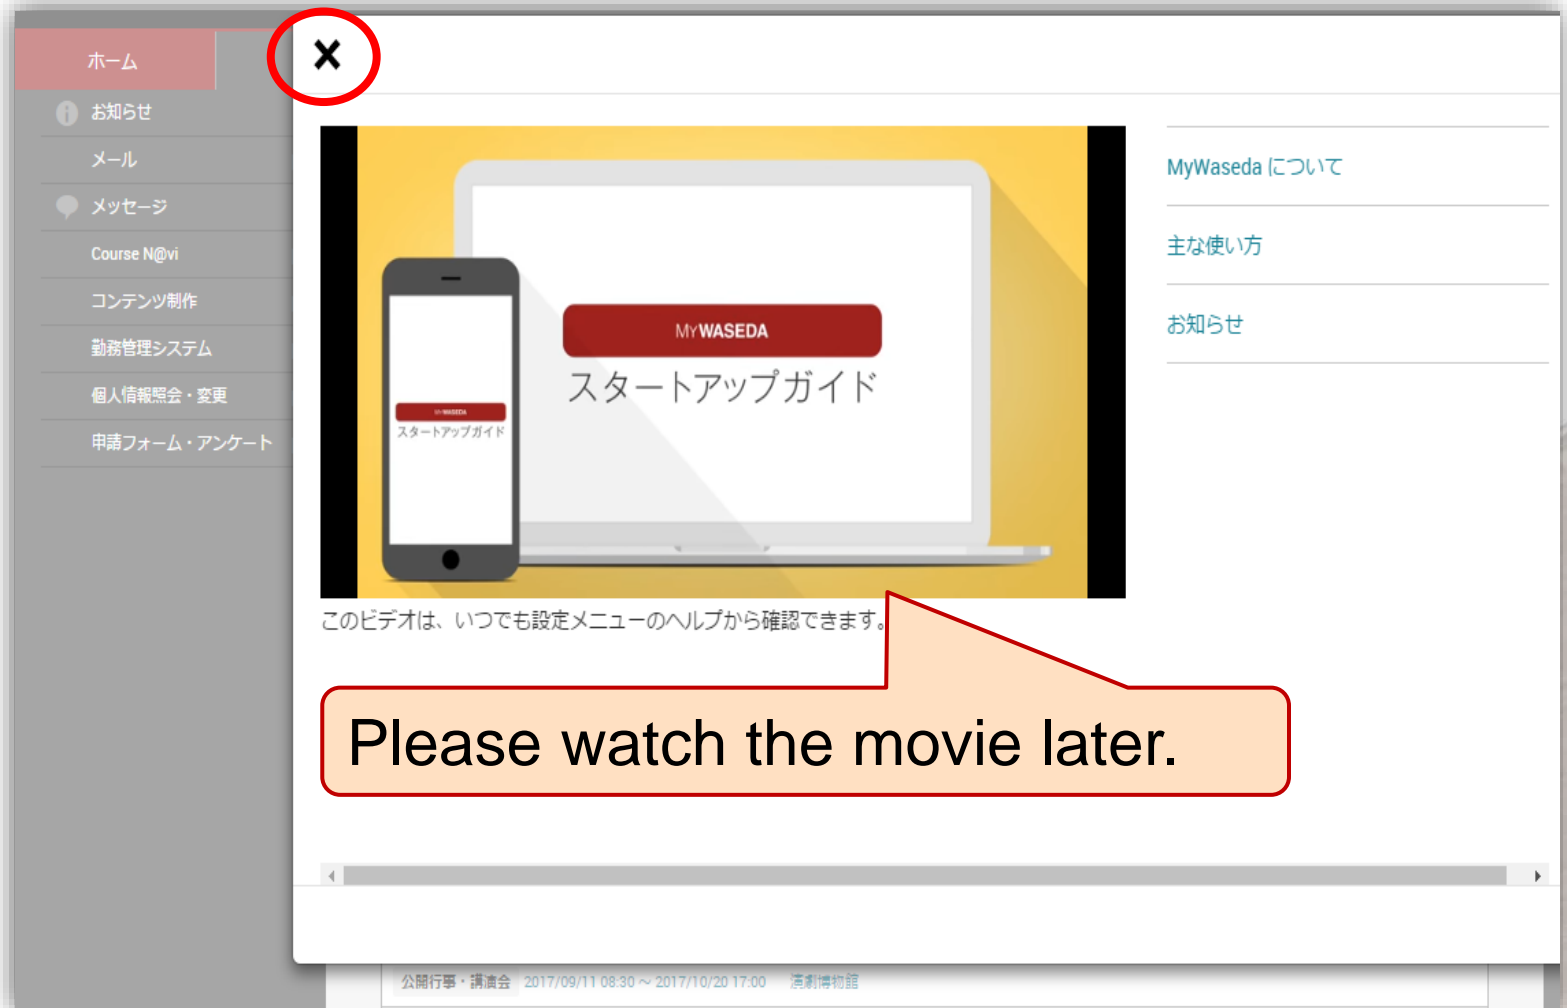 ホーム
お知らせ
メール
メッセージ
Course N@vi
コンテンツ制作
勤務管理システム
個人情報照会・変更
申請フォーム・アンケート
MYWASEDA
スタートアップガイド
MYWASEDA
スタートアップガイド
このビデオは、いつでも設定メニューのヘルプから確認できます。
MyWaseda について
主な使い方
お知らせ
Please watch the movie later.
公開行事・講演会 2017/09/11 08:30 ～ 2017/10/20 17:00 演劇博物館